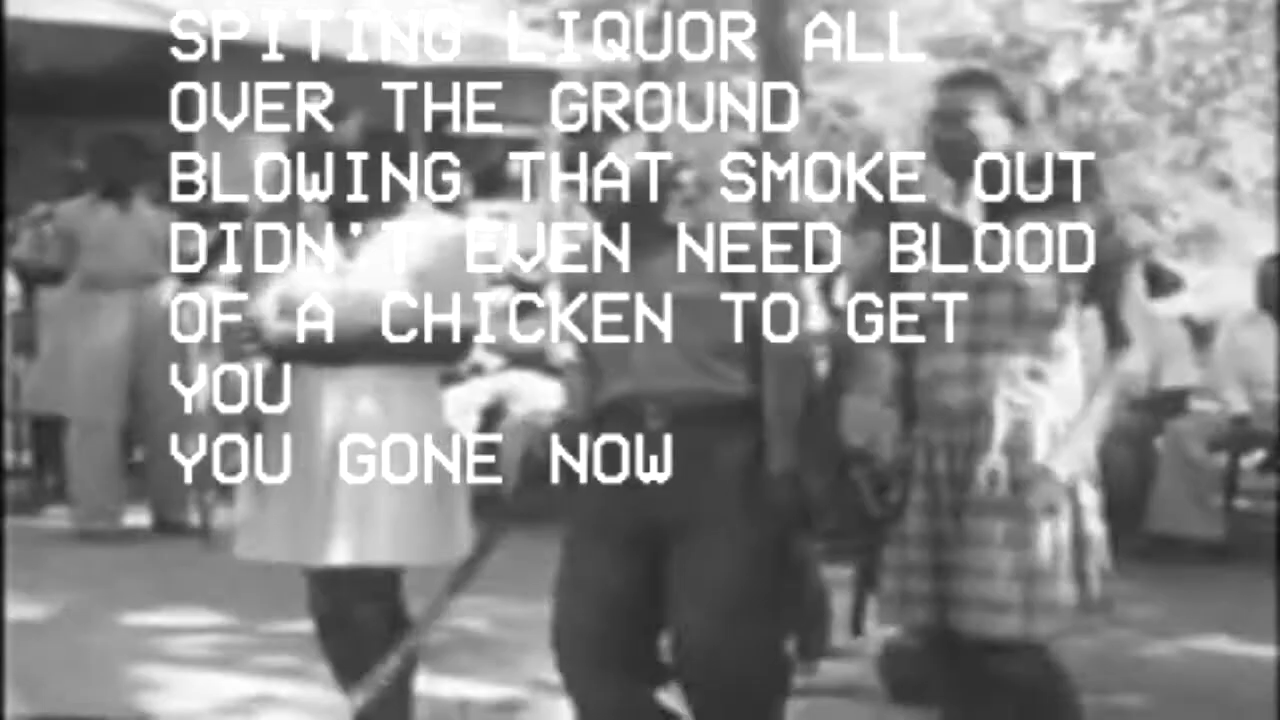 SPITING LIQUOR ALL
OVER THE GROUND
BLOWING THAT SMOKE OUT
DIDN'T EVEN NEED BLOOD
OF A CHICKEN TO GET
YOU
YOU GONE NOW